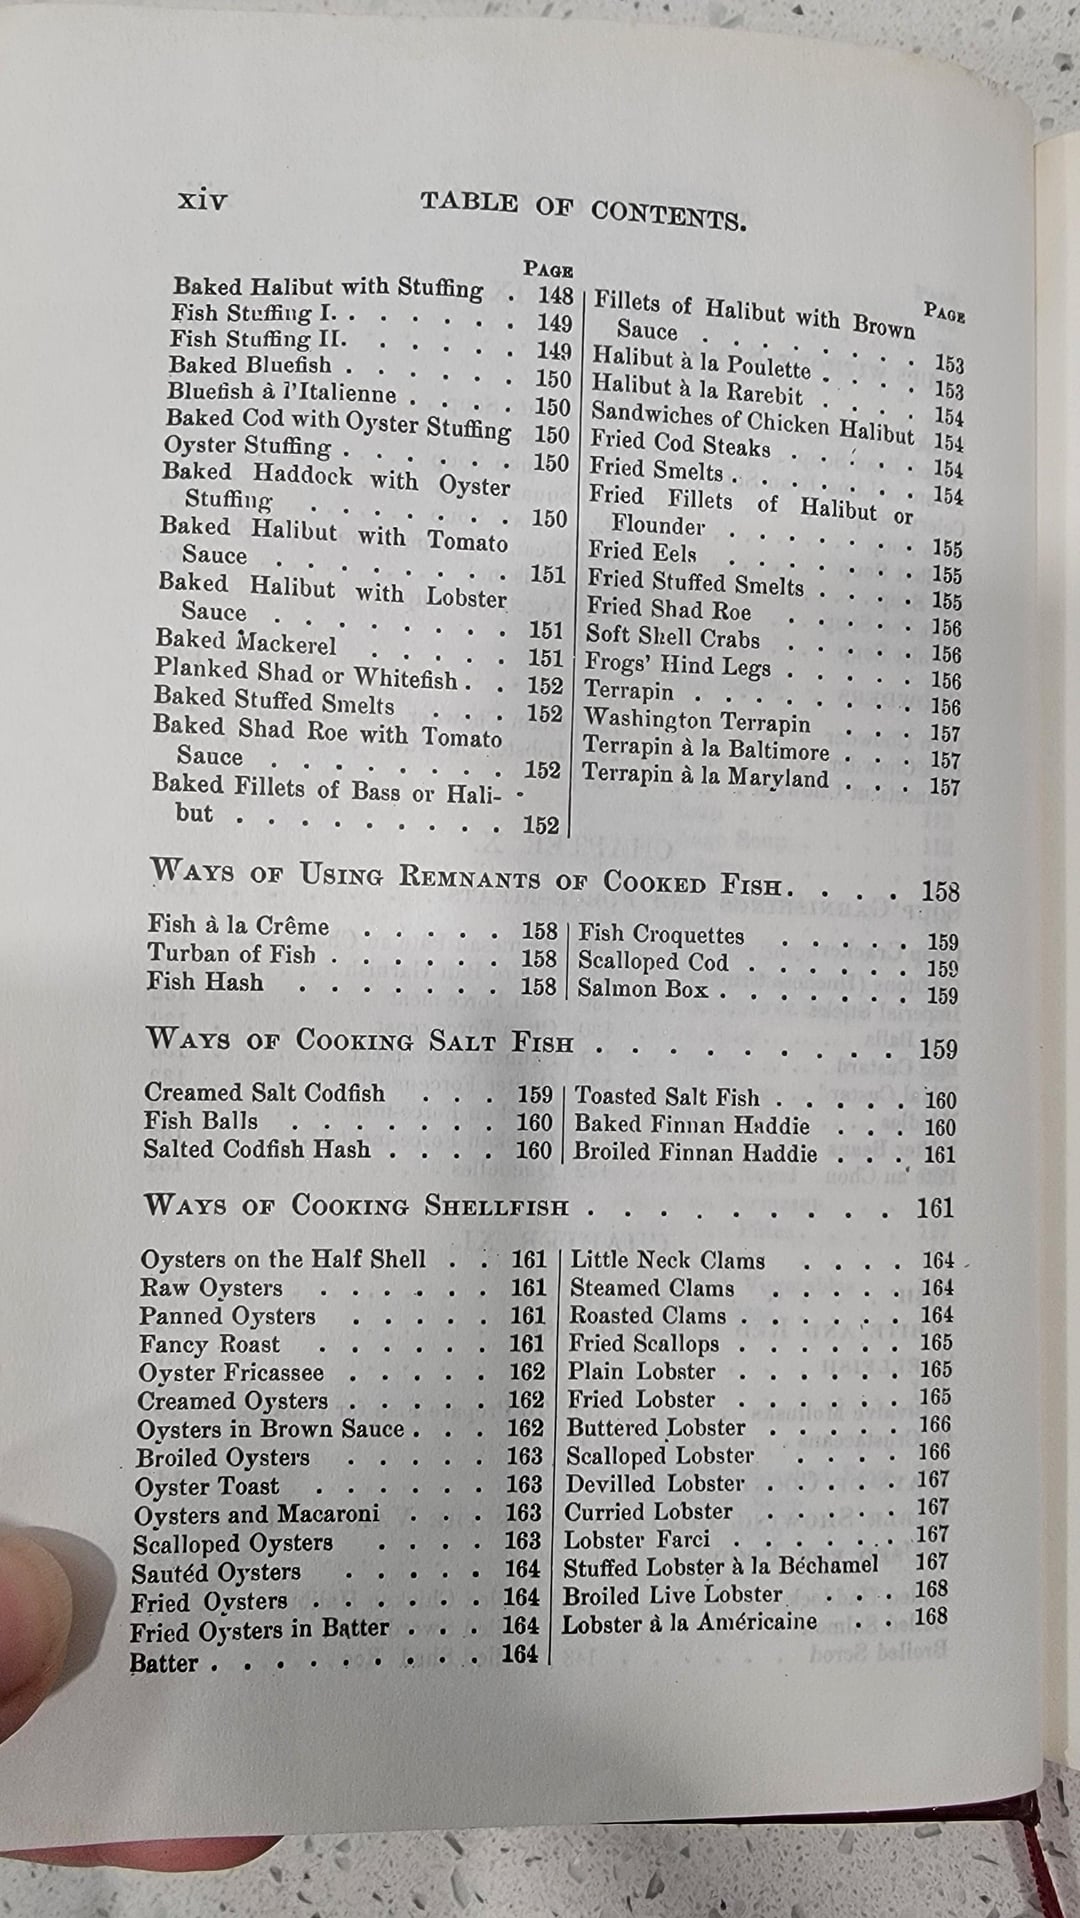 xiv TABLE OF CONTENTS.
PAGE
Baked Halibut with Stuffing . 148
Fish Stuffing I. . . . . . . 149
Fish Stuffing II. . . . . . 149
Baked Bluefish . . . . . . 150
Bluefish à l'Italienne . . . . 150
Baked Cod with Oyster Stuffing 150
Oyster Stuffing . . . . . . 150
Baked Haddock with Oyster
Stuffing . . . . . . . 150
Baked Halibut with Tomato
Sauce . . . . . . . . 151
Baked Halibut with Lobster
Sauce . . . . . . . . 151
Baked Mackerel . . . . . 151
Planked Shad or Whitefish . . 152
Baked Stuffed Smelts . . . 152
Baked Shad Roe with Tomato
Sauce . . . . . . . . 152
Baked Fillets of Bass or Hali-
but . . . . . . . . . 152
PAGE
Fillets of Halibut with Brown
Sauce . . . . . . . . 153
Halibut à la Poulette . . . . 153
Halibut à la Rarebit . . . . 154
Sandwiches of Chicken Halibut 154
Fried Cod Steaks . . . . . 154
Fried Smelts . . . . . . . 154
Fried Fillets of Halibut or
Flounder . . . . . . . 155
Fried Eels . . . . . . . 155
Fried Stuffed Smelts . . . . 155
Fried Shad Roe . . . . . 156
Soft Shell Crabs . . . . . 156
Frogs' Hind Legs . . . . . 156
Terrapin . . . . . . . . 156
Washington Terrapin . . . 157
Terrapin à la Baltimore . . . 157
Terrapin à la Maryland . . . 157
WAYS OF USING REMNANTS OF COOKED FISH. . . . . 158
Fish à la Crême . . . . . 158
Turban of Fish . . . . . . 158
Fish Hash . . . . . . . 158
Fish Croquettes . . . . . 159
Scalloped Cod . . . . . . 159
Salmon Box . . . . . . . 159
WAYS OF COOKING SALT FISH . . . . . . . . . 159
Creamed Salt Codfish . . . 159
Fish Balls . . . . . . . 160
Salted Codfish Hash . . . . 160
Toasted Salt Fish . . . . . 160
Baked Finnan Haddie . . . 160
Broiled Finnan Haddie . . . 161
WAYS OF COOKING SHELLFISH . . . . . . . . . 161
Oysters on the Half Shell . . 161
Raw Oysters . . . . . . 161
Panned Oysters . . . . . 161
Fancy Roast . . . . . . 161
Oyster Fricassee . . . . . 162
Creamed Oysters . . . . . 162
Oysters in Brown Sauce . . . 162
Broiled Oysters . . . . . 163
Oyster Toast . . . . . . 163
Oysters and Macaroni . . . 163
Scalloped Oysters . . . . 163
Sautéd Oysters . . . . . 164
Fried Oysters . . . . . . 164
Fried Oysters in Batter . . . 164
Batter . . . . . . . . . . 164
Little Neck Clams . . . . 164
Steamed Clams . . . . . 164
Roasted Clams . . . . . . 164
Fried Scallops . . . . . . 165
Plain Lobster . . . . . . 165
Fried Lobster . . . . . . 165
Buttered Lobster . . . . . 166
Scalloped Lobster . . . . 166
Devilled Lobster . . . . . 167
Curried Lobster . . . . . 167
Lobster Farci . . . . . . 167
Stuffed Lobster à la Béchamel 167
Broiled Live Lobster . . . 168
Lobster à la Américaine . . 168